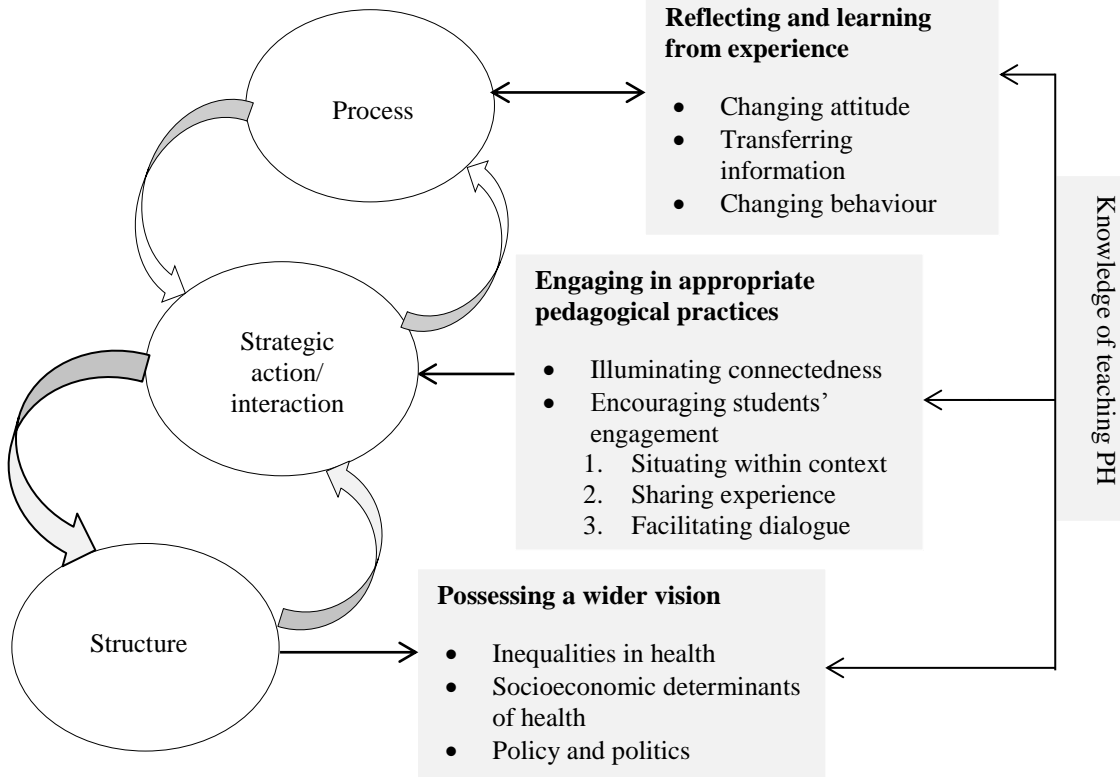 Process
Reflecting and learning
from experience
• Changing attitude
• Transferring
information
• Changing behaviour
Strategic
action/
interaction
Engaging in appropriate
pedagogical practices
• Illuminating connectedness
• Encouraging students’
engagement
1. Situating within context
2. Sharing experience
3. Facilitating dialogue
Structure
Possessing a wider vision
• Inequalities in health
• Socioeconomic determinants
of health
• Policy and politics
Knowledge of teaching PH